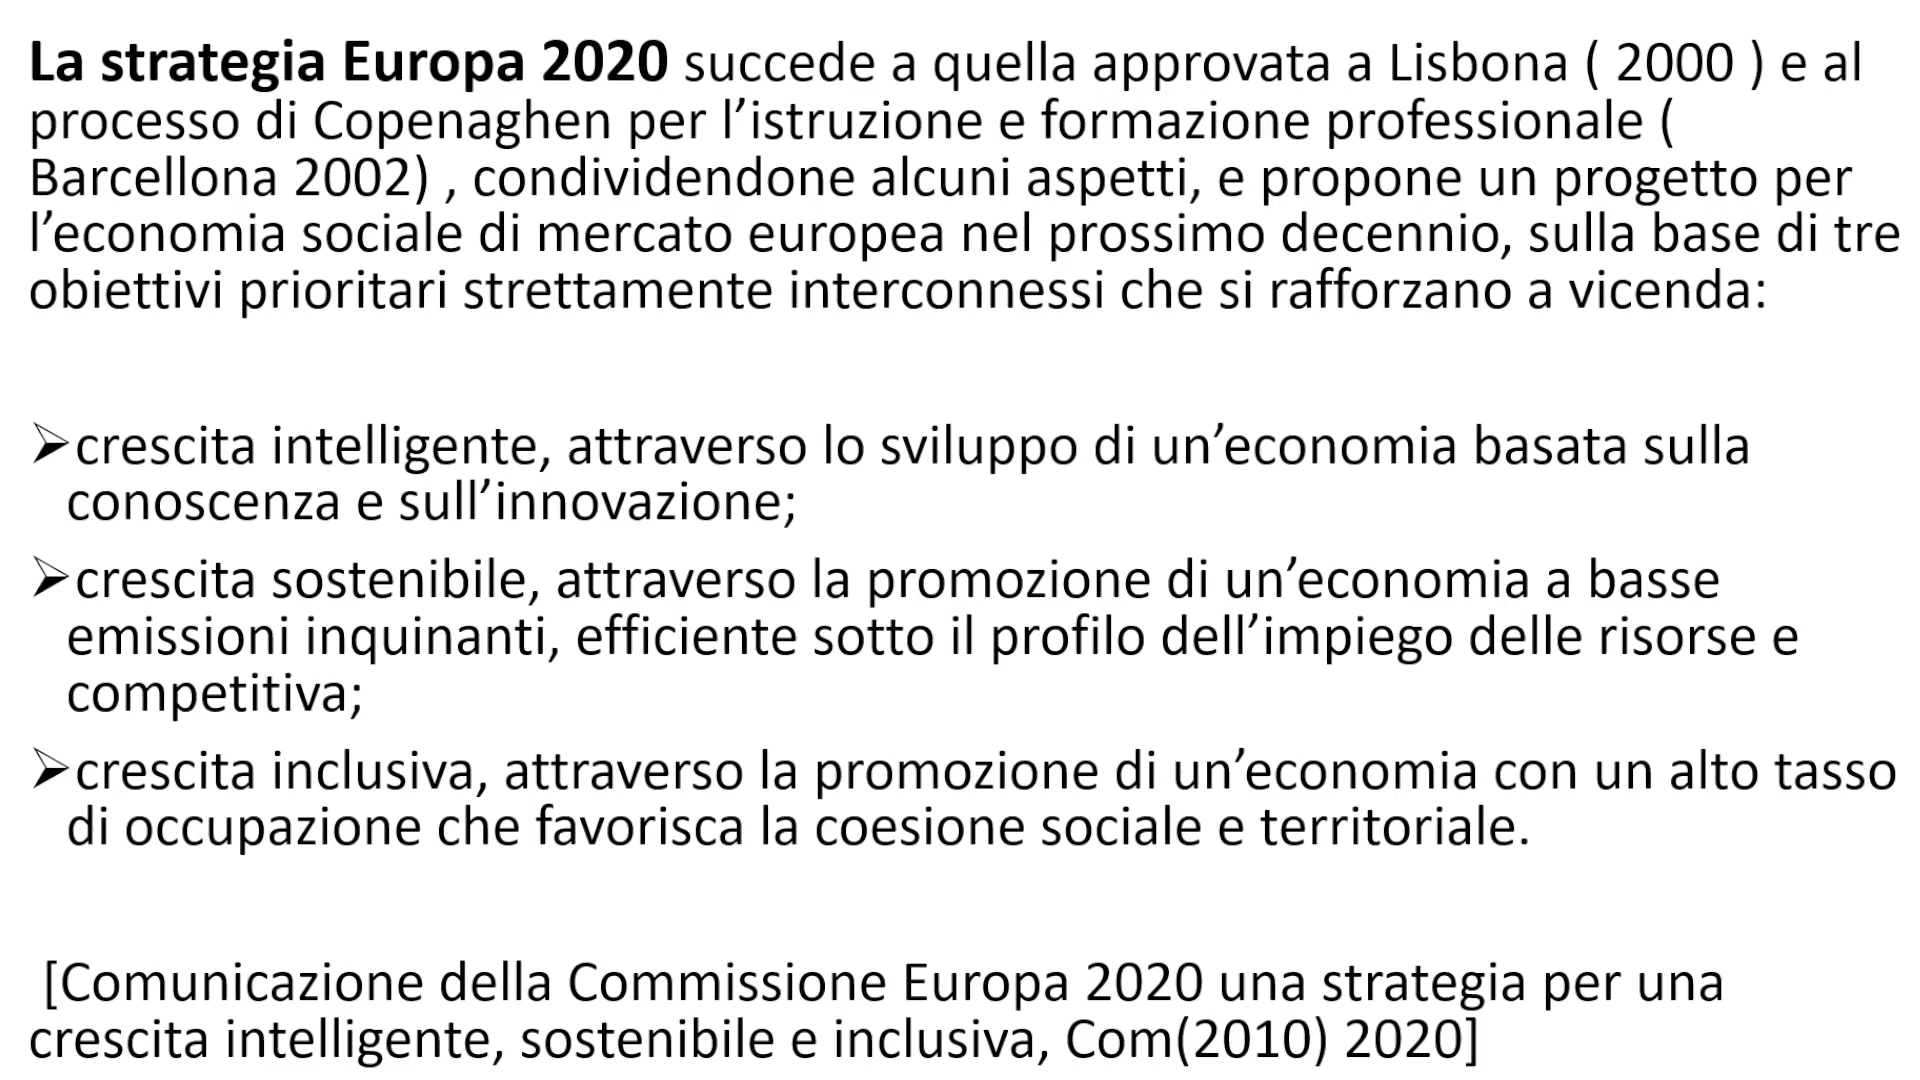 La strategia Europa 2020 succede a quella approvata a Lisbona ( 2000 ) e al
processo di Copenaghen per l’istruzione e formazione professionale (
Barcellona 2002) , condividendone alcuni aspetti, e propone un progetto per
l’economia sociale di mercato europea nel prossimo decennio, sulla base di tre
obiettivi prioritari strettamente interconnessi che si rafforzano a vicenda:
➢crescita intelligente, attraverso lo sviluppo di un’economia basata sulla
conoscenza e sull’innovazione;
➢crescita sostenibile, attraverso la promozione di un’economia a basse
emissioni inquinanti, efficiente sotto il profilo dell’impiego delle risorse e
competitiva;
➢crescita inclusiva, attraverso la promozione di un’economia con un alto tasso
di occupazione che favorisca la coesione sociale e territoriale.
[Comunicazione della Commissione Europa 2020 una strategia per una
crescita intelligente, sostenibile e inclusiva, Com(2010) 2020]